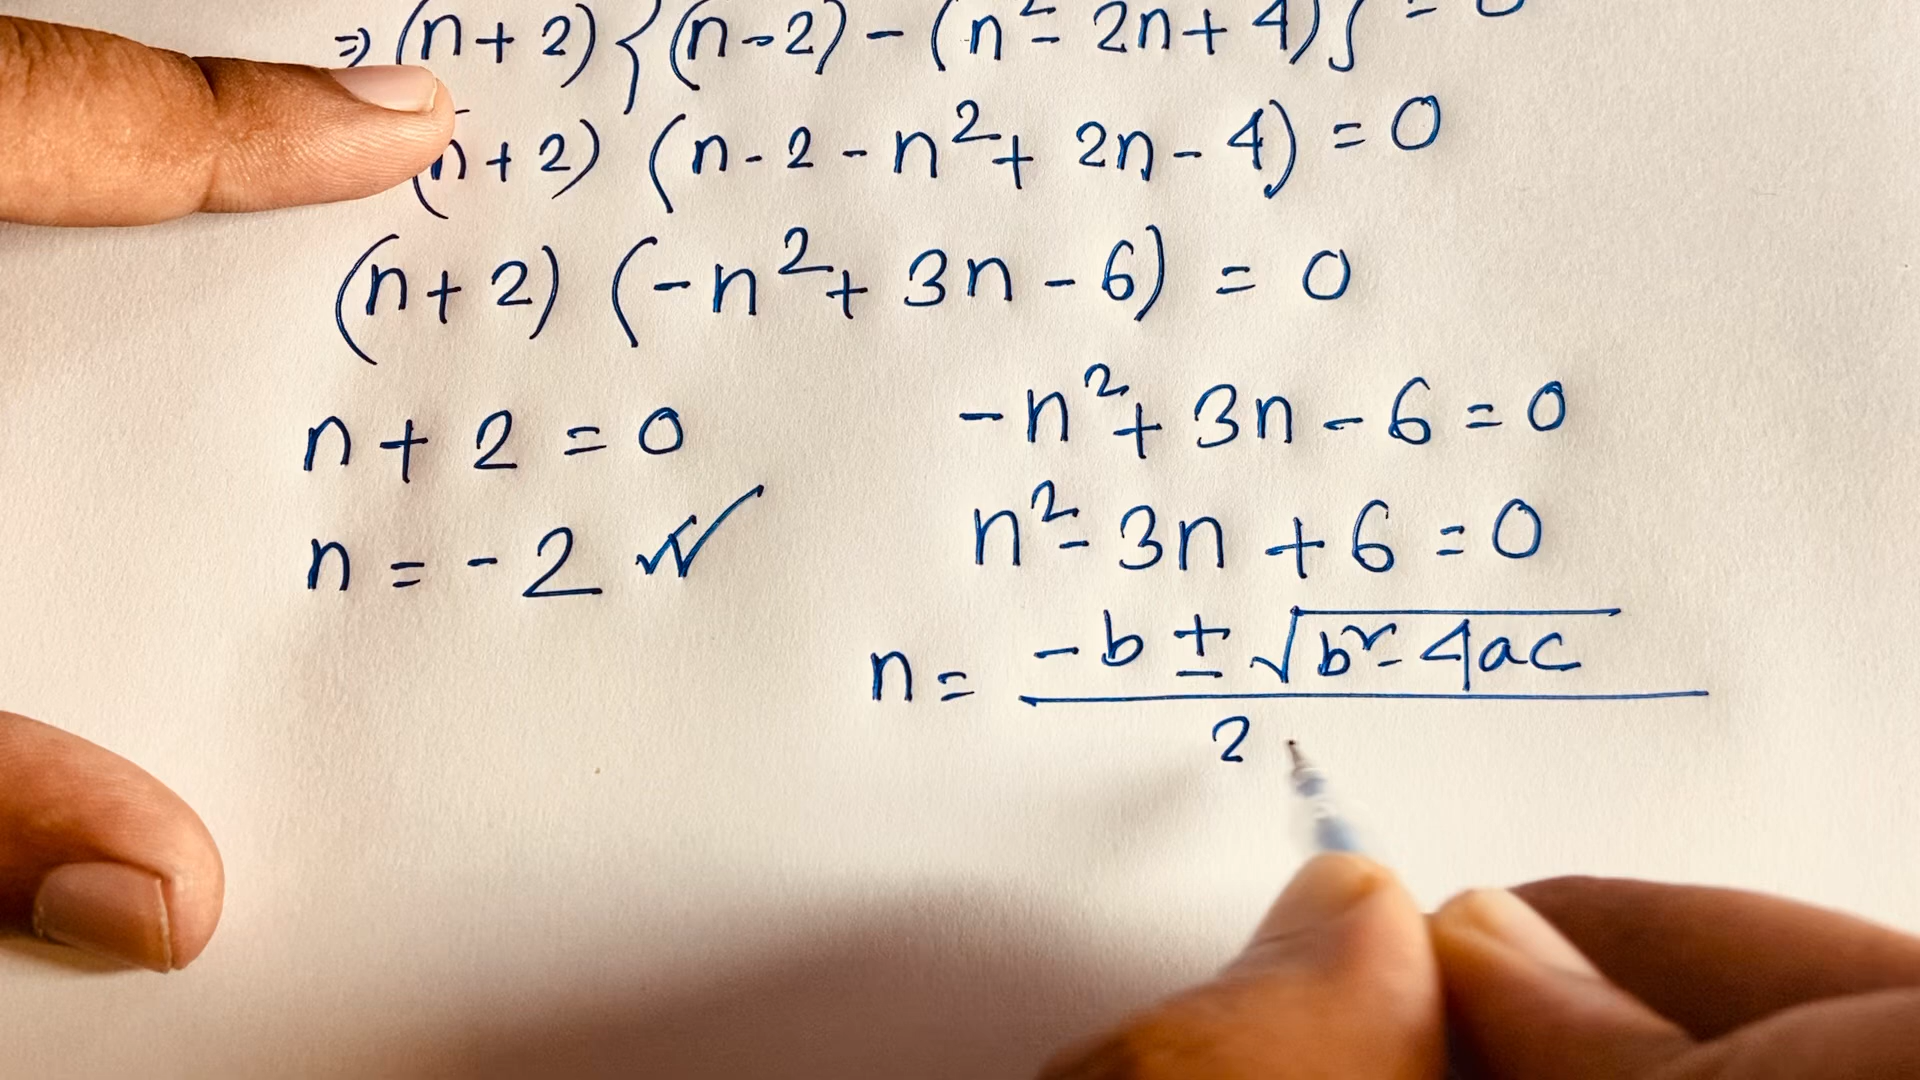 ⇒ (n + 2) {(n - 2) - (n² - 2n + 4)} = 0
(n + 2) (n - 2 - n² + 2n - 4) = 0
(n + 2) (-n² + 3n - 6) = 0
n + 2 = 0
n = -2 ✓
-n² + 3n - 6 = 0
n² - 3n + 6 = 0
n = -b ± √b² - 4ac / 2